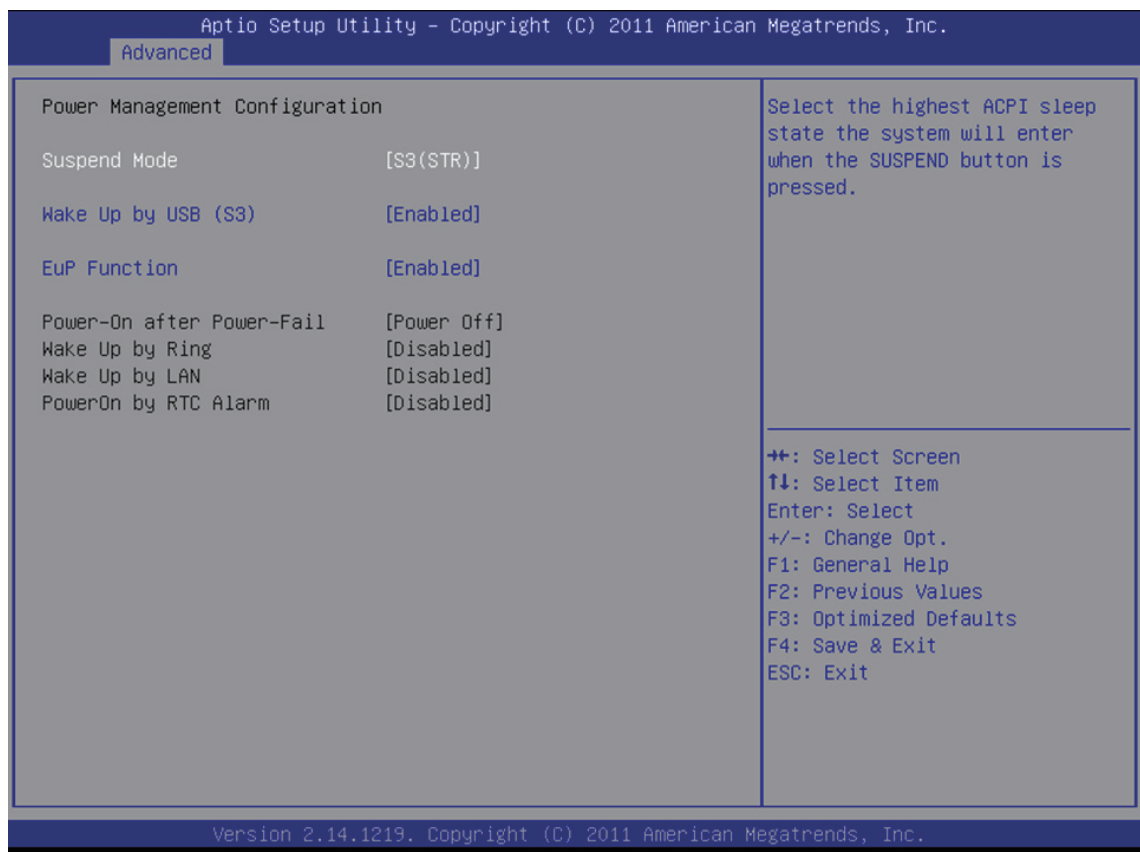 Aptio Setup Utility – Copyright (C) 2011 American Megatrends, Inc.
Advanced
Power Management Configuration
Suspend Mode [S3(STR)]
Wake Up by USB (S3) [Enabled]
EuP Function [Enabled]
Power-On after Power-Fail [Power Off]
Wake Up by Ring [Disabled]
Wake Up by LAN [Disabled]
PowerOn by RTC Alarm [Disabled]
Select the highest ACPI sleep
state the system will enter
when the SUSPEND button is
pressed.
→←: Select Screen
↑↓: Select Item
Enter: Select
+/-: Change Opt.
F1: General Help
F2: Previous Values
F3: Optimized Defaults
F4: Save & Exit
ESC: Exit
Version 2.14.1219. Copyright (C) 2011 American Megatrends, Inc.